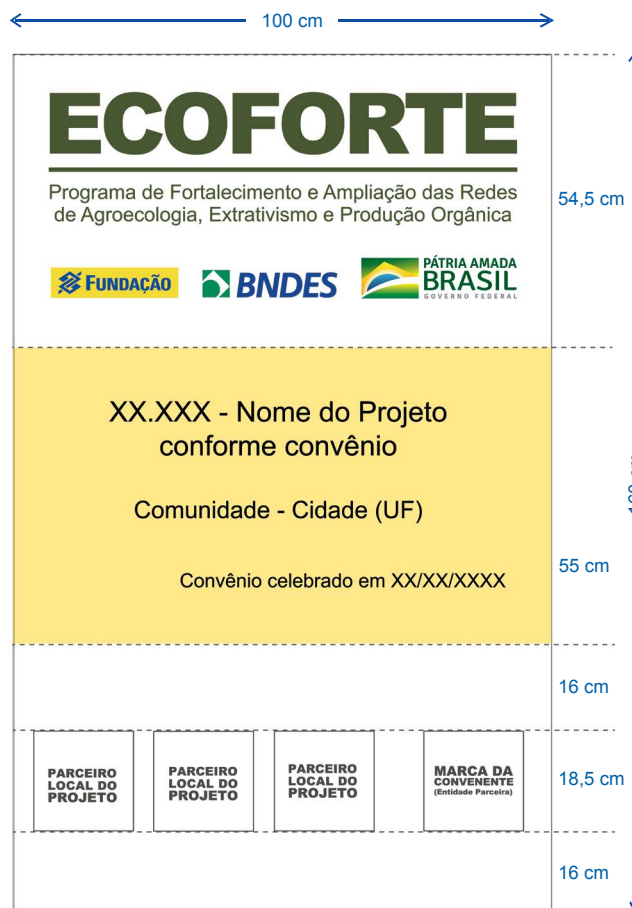 100 cm
ECOFORTE
Programa de Fortalecimento e Ampliação das Redes
de Agroecologia, Extrativismo e Produção Orgânica
54,5 cm
FUNDAÇÃO
BNDES
PÁTRIA AMADA
BRASIL
GOVERNO FEDERAL
XX.XXX - Nome do Projeto
conforme convênio
Comunidade - Cidade (UF)
Convênio celebrado em XX/XX/XXXX
55 cm
16 cm
PARCEIRO
LOCAL DO
PROJETO
PARCEIRO
LOCAL DO
PROJETO
PARCEIRO
LOCAL DO
PROJETO
MARCA DA
CONVENENTE
(Entidade Parceira)
18,5 cm
16 cm